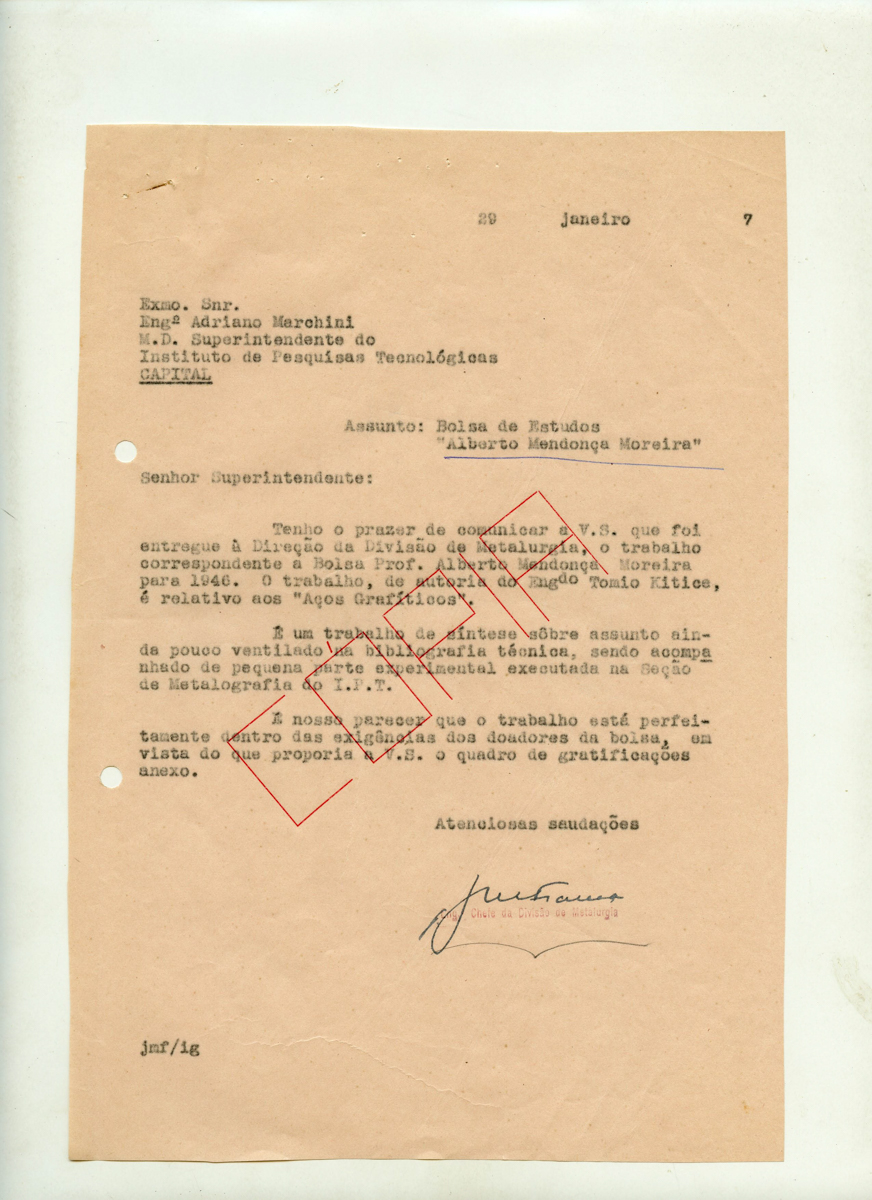 29 janeiro 7
Exmo. Snr.
Engº Adriano Marchini
M.D. Superintendente do
Instituto de Pesquisas Tecnológicas
CAPITAL
Assunto: Bolsa de Estudos
"Alberto Mendonça Moreira"
Senhor Superintendente:
Tenho o prazer de comunicar a V.S. que foi
entregue à Direção da Divisão de Metalurgia, o trabalho
correspondente à Bolsa Prof. Alberto Mendonça Moreira
para 1946. O trabalho, de autoria do Engdo Tomio Kitice,
é relativo aos "Aços Grafíticos".
É um trabalho de síntese sôbre assunto ain-
da pouco ventilado na bibliografia técnica, sendo acompa
nhado de pequena parte experimental executada na Seção
de Metalografia do I.P.T.
É nosso parecer que o trabalho está perfei-
tamente dentro das exigências dos doadores da bolsa, em
vista do que proporia a V.S. o quadro de gratificações
anexo.
Atenciosas saudações
Engº Chefe da Divisão de Metalurgia
jmf/ig